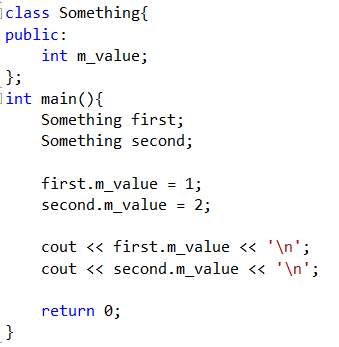 class Something{
public:
    int m_value;
};
int main(){
    Something first;
    Something second;

    first.m_value = 1;
    second.m_value = 2;

    cout << first.m_value << '\n';
    cout << second.m_value << '\n';

    return 0;
}